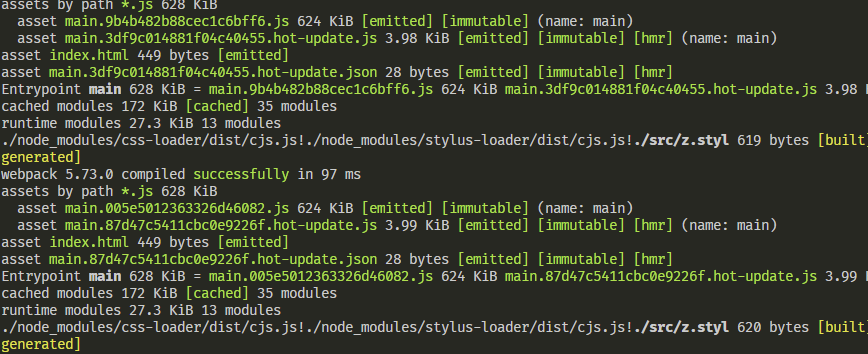 assets by path *.js 628 KiB
  asset main.9b4b482b88cec1c6bff6.js 624 KiB [emitted] [immutable] (name: main)
  asset main.3df9c014881f04c40455.hot-update.js 3.98 KiB [emitted] [immutable] [hmr] (name: main)
asset index.html 449 bytes [emitted]
asset main.3df9c014881f04c40455.hot-update.json 28 bytes [emitted] [immutable] [hmr]
Entrypoint main 628 KiB = main.9b4b482b88cec1c6bff6.js 624 KiB main.3df9c014881f04c40455.hot-update.js 3.98
cached modules 172 KiB [cached] 35 modules
runtime modules 27.3 KiB 13 modules
./node_modules/css-loader/dist/cjs.js!./node_modules/stylus-loader/dist/cjs.js!./src/z.styl 619 bytes [built]
generated]
webpack 5.73.0 compiled successfully in 97 ms
assets by path *.js 628 KiB
  asset main.005e5012363326d46082.js 624 KiB [emitted] [immutable] (name: main)
  asset main.87d47c5411cbc0e9226f.hot-update.js 3.99 KiB [emitted] [immutable] [hmr] (name: main)
asset index.html 449 bytes [emitted]
asset main.87d47c5411cbc0e9226f.hot-update.json 28 bytes [emitted] [immutable] [hmr]
Entrypoint main 628 KiB = main.005e5012363326d46082.js 624 KiB main.87d47c5411cbc0e9226f.hot-update.js 3.99
cached modules 172 KiB [cached] 35 modules
runtime modules 27.3 KiB 13 modules
./node_modules/css-loader/dist/cjs.js!./node_modules/stylus-loader/dist/cjs.js!./src/z.styl 620 bytes [built]
generated]